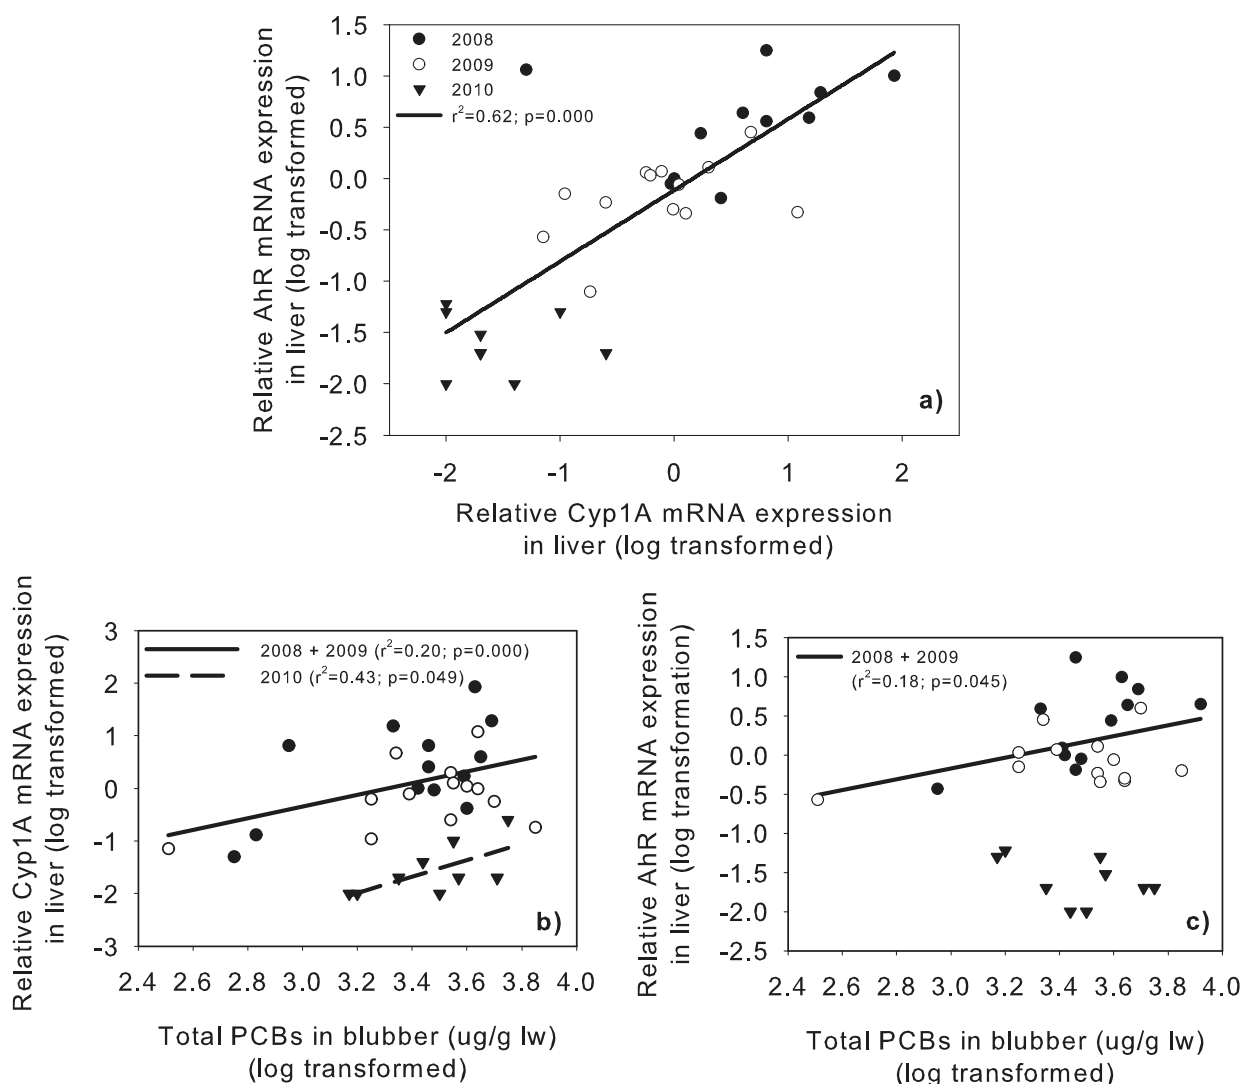 Relative AhR mRNA expression
in liver (log transformed)
1.5
1.0
0.5
0.0
-0.5
-1.0
-1.5
-2.0
-2.5
2008
2009
2010
r²=0.62; p=0.000
a)
-2 -1 0 1 2
Relative Cyp1A mRNA expression
in liver (log transformed)
Relative Cyp1A mRNA expression
in liver (log transformed)
3
2
1
0
-1
-2
-3
2008 + 2009 (r²=0.20; p=0.000)
2010 (r²=0.43; p=0.049)
b)
2.4 2.6 2.8 3.0 3.2 3.4 3.6 3.8 4.0
Total PCBs in blubber (ug/g lw)
(log transformed)
Relative AhR mRNA expression
in liver (log transformation)
1.5
1.0
0.5
0.0
-0.5
-1.0
-1.5
-2.0
-2.5
2008 + 2009
(r²=0.18; p=0.045)
c)
2.4 2.6 2.8 3.0 3.2 3.4 3.6 3.8 4.0
Total PCBs in blubber (ug/g lw)
(log transformed)